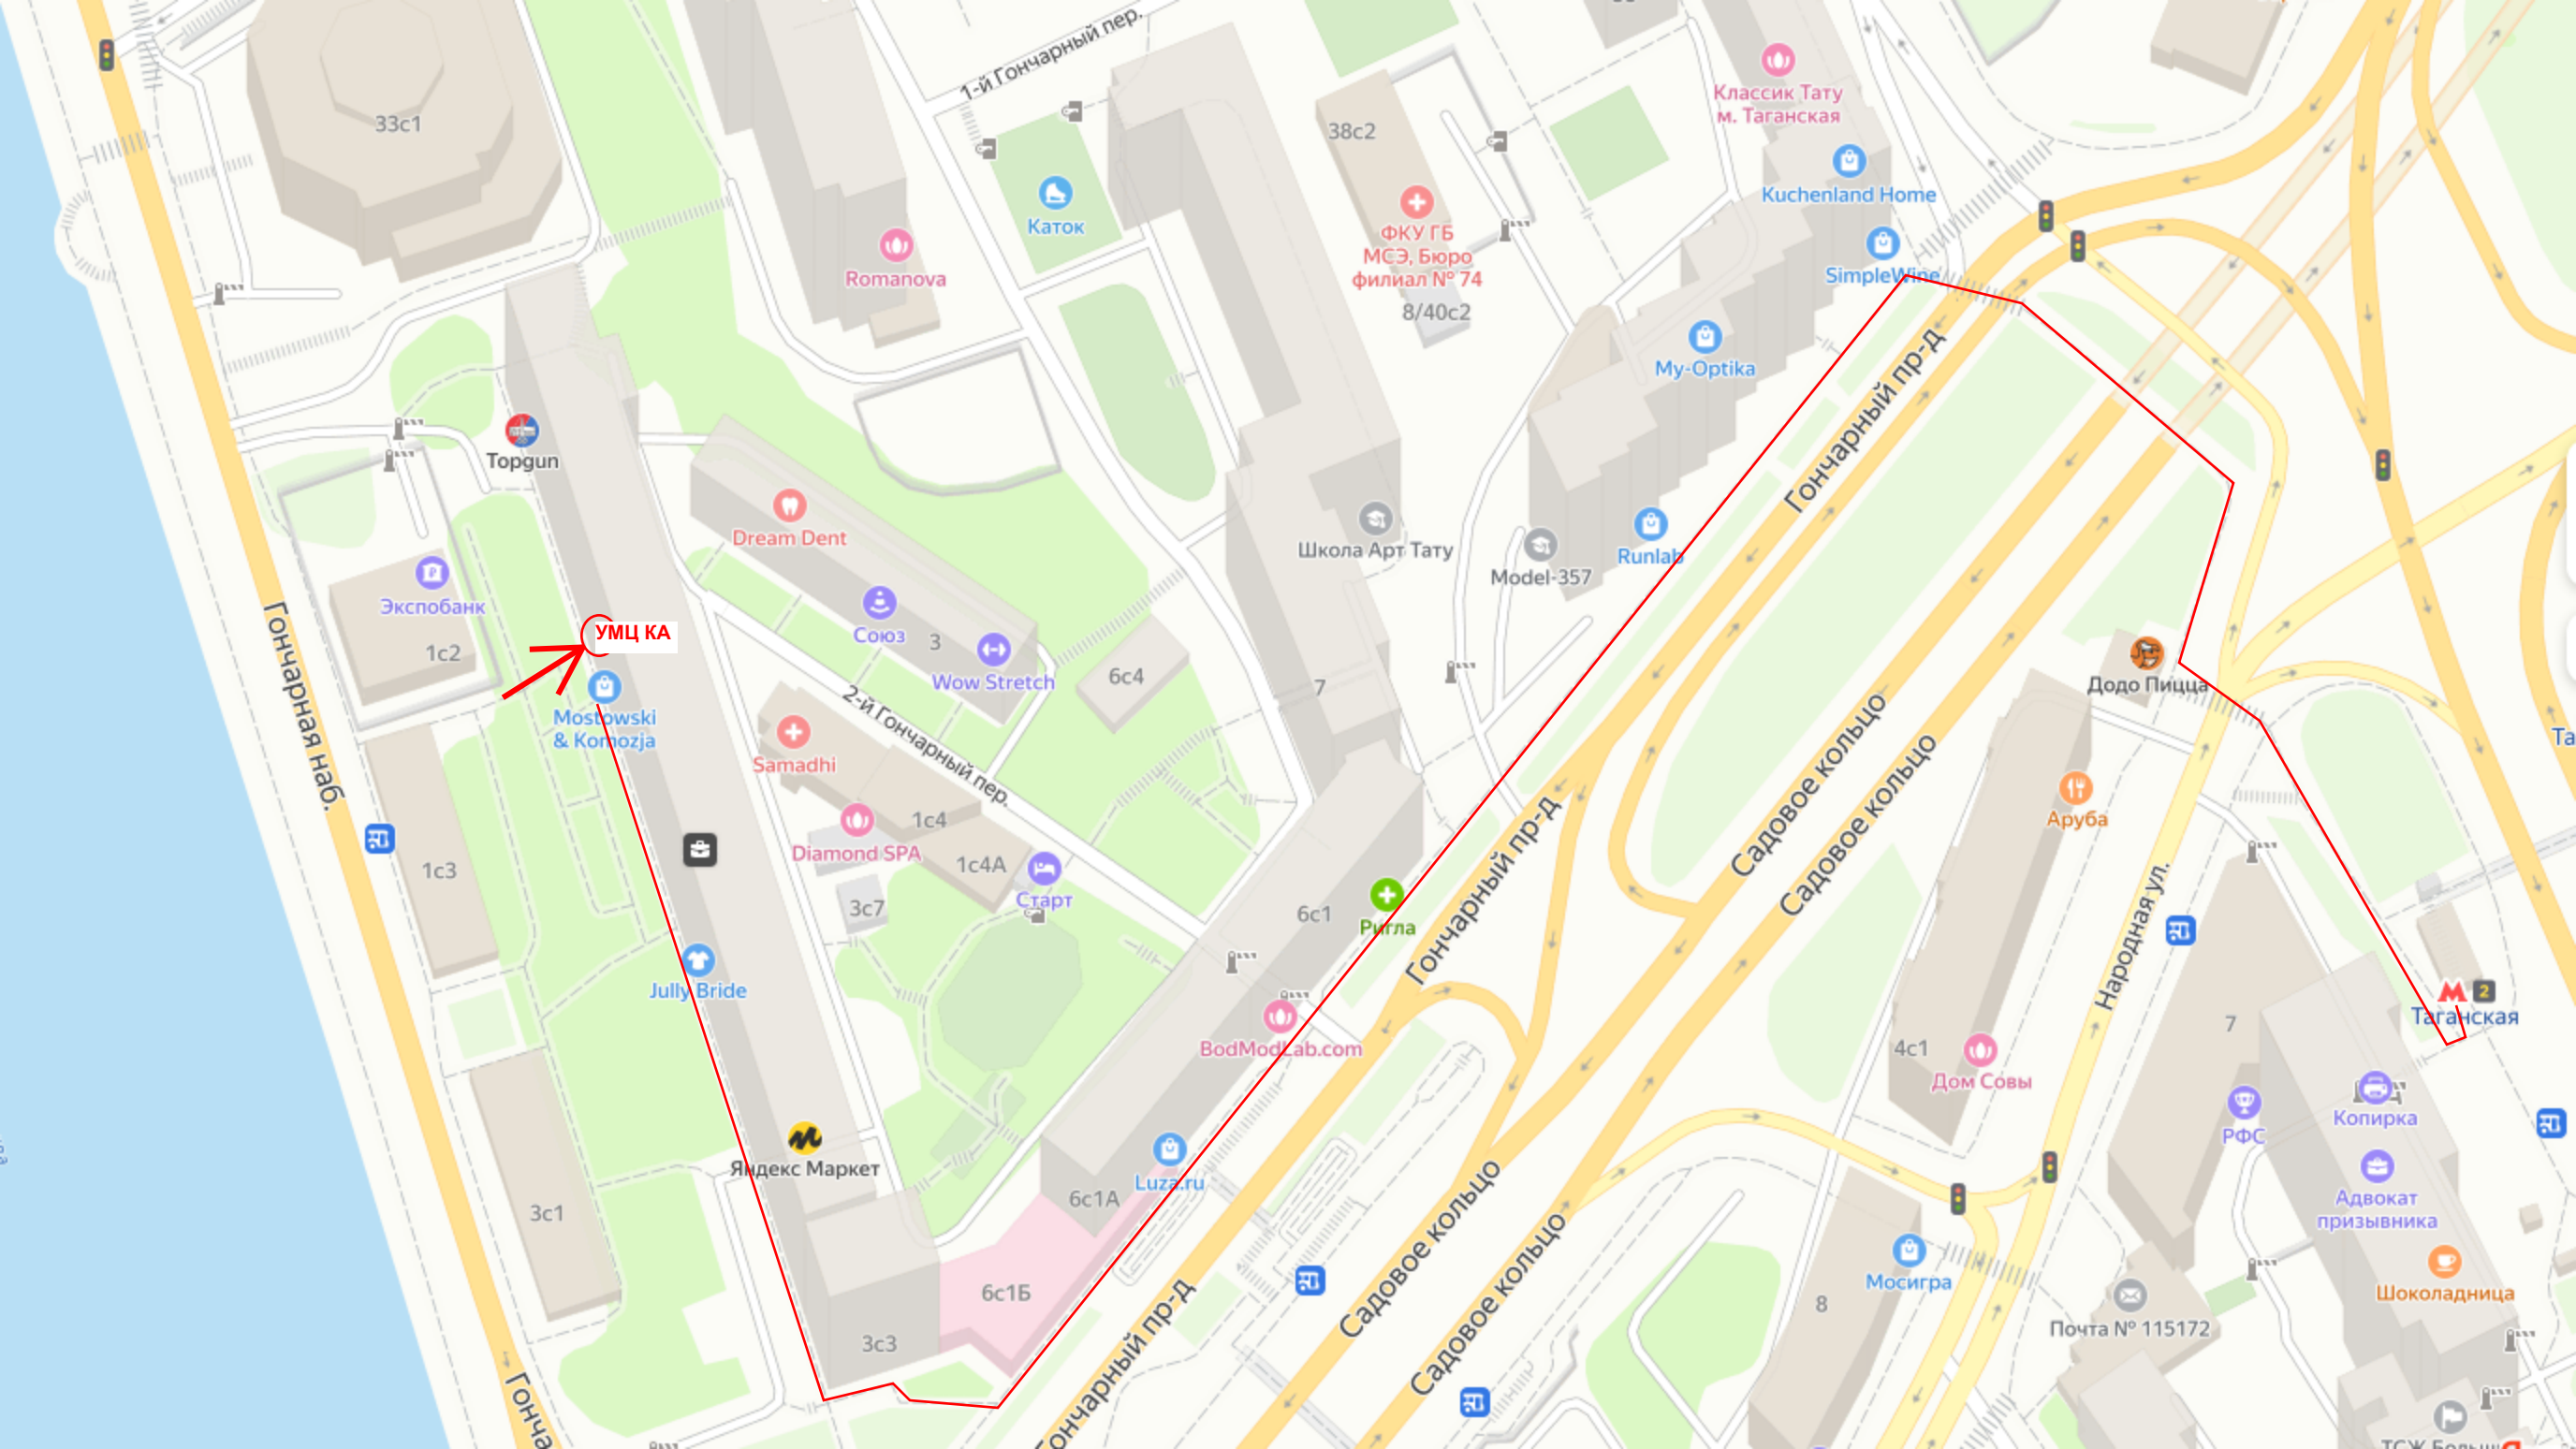 1-й Гончарный пер.
33с1
38с2
Классик Тату
м. Таганская
Kuchenland Home
Каток
Romanova
ФКУ ГБ
МСЭ, Бюро
филиал № 74
8/40с2
SimpleWine
My-Optika
Гончарный пр-д
Topgun
Dream Dent
Школа Арт Тату
Model-357
Runlab
Экспобанк
1с2
УМЦ КА
Союз
3
Wow Stretch
6с4
7
Гончарная наб.
Mostowski
& Komozja
2-й Гончарный пер.
Samadhi
Додо Пицца
Та
Садовое кольцо
Садовое кольцо
Аруба
1с4
Diamond SPA
1с4А
Старт
3с7
1с3
6с1
Ригла
Гончарный пр-д
Народная ул.
Jully Bride
BodModLab.com
7
2
Таганская
4с1
Дом Совы
РФС
Копирка
Яндекс Маркет
Luza.ru
6с1А
3с1
Адвокат
призывника
6с1Б
Садовое кольцо
Садовое кольцо
Мосигра
8
Шоколадница
Почта № 115172
3с3
Гончарный пр-д
Гонча